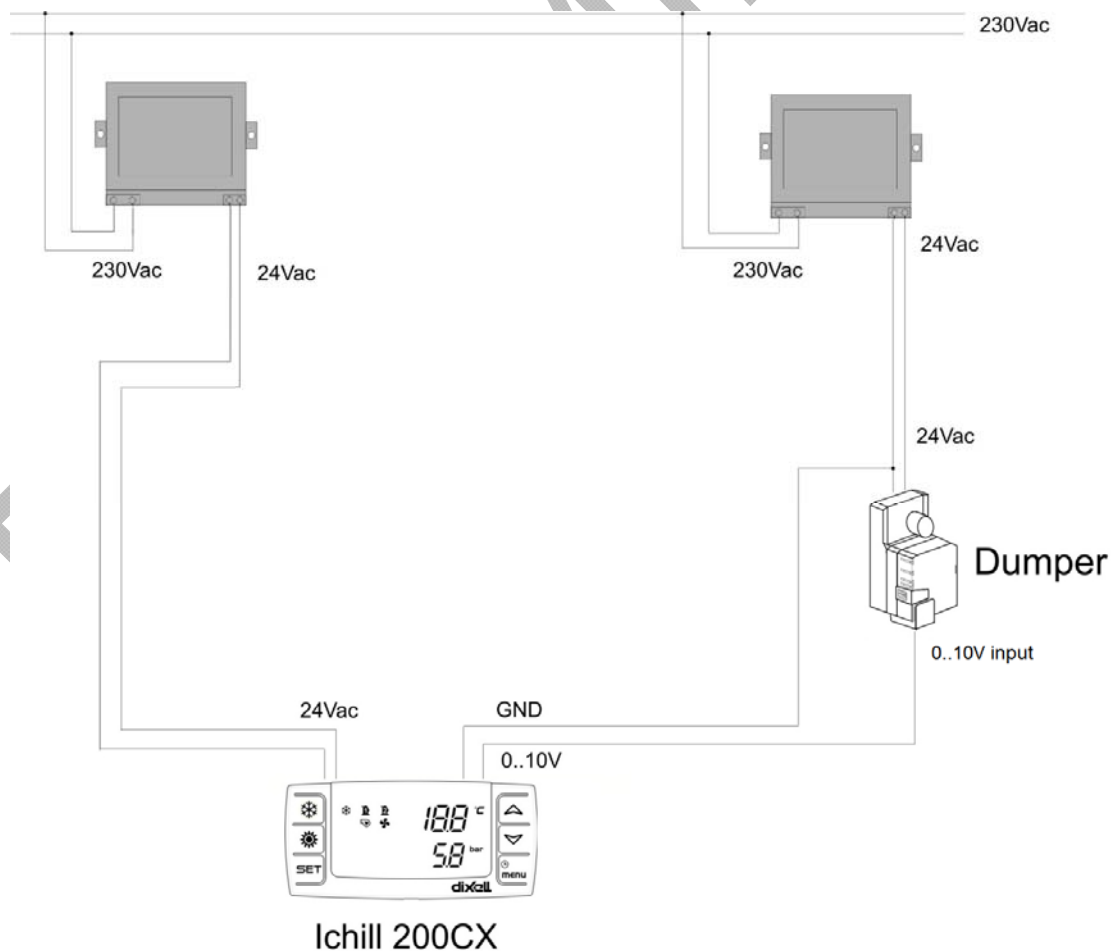 230Vac
230Vac
24Vac
230Vac
24Vac
24Vac
Dumper
0..10V input
24Vac
GND
0..10V
18.8 °C
5.8 bar
SET
menu
dixell
Ichill 200CX